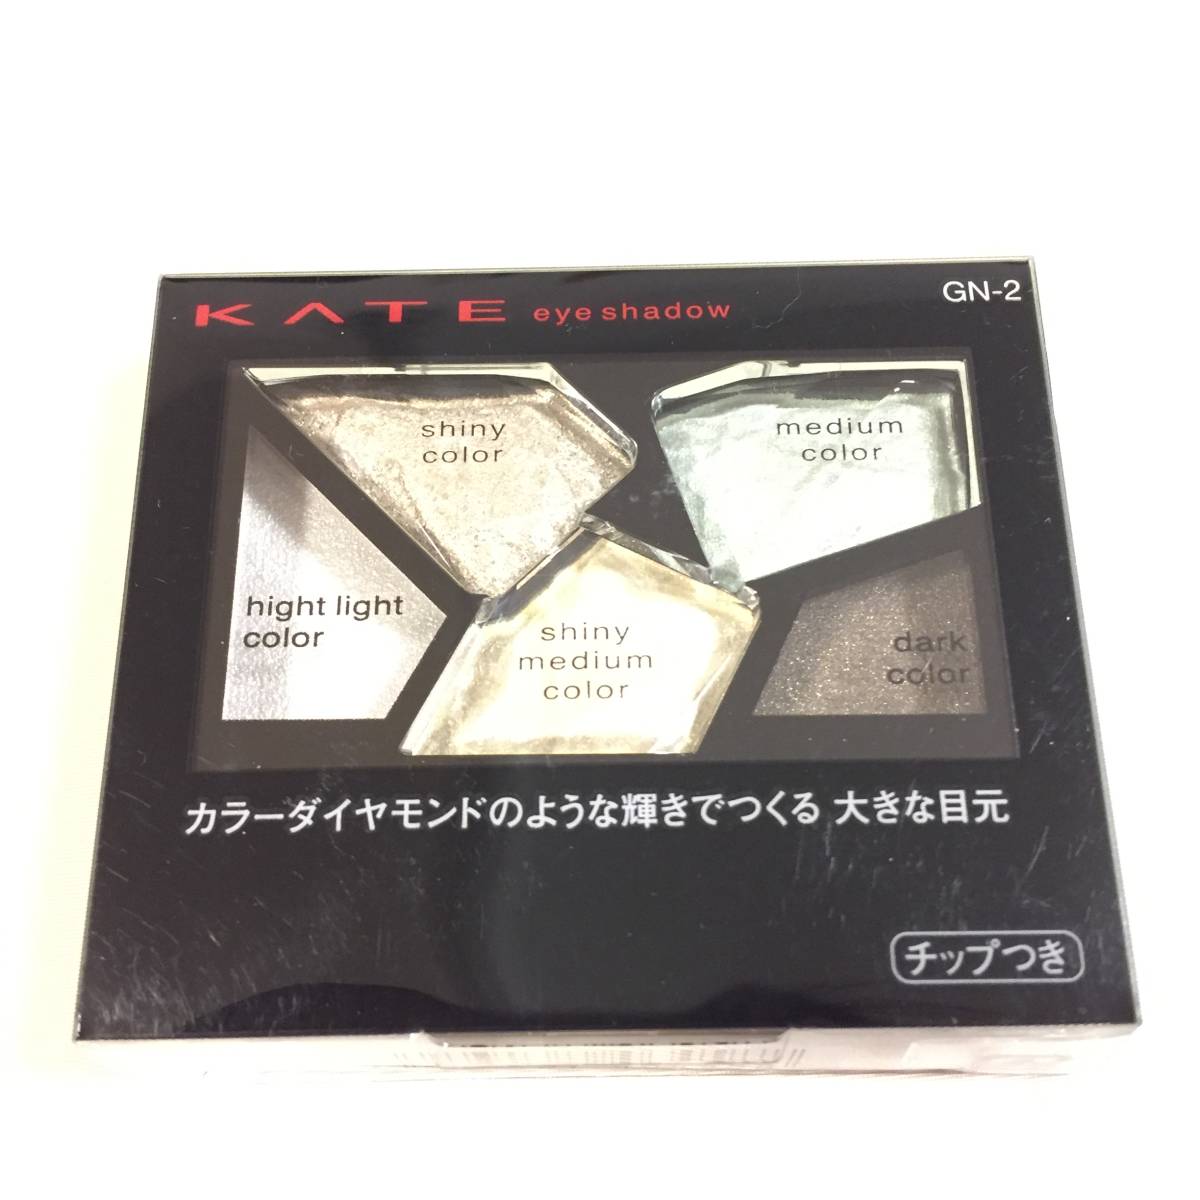 KATE eye shadow
GN-2
shiny
color
medium
color
hight light
color
shiny
medium
color
dark
color
カラーダイヤモンドのような輝きでつくる 大きな目元
チップつき